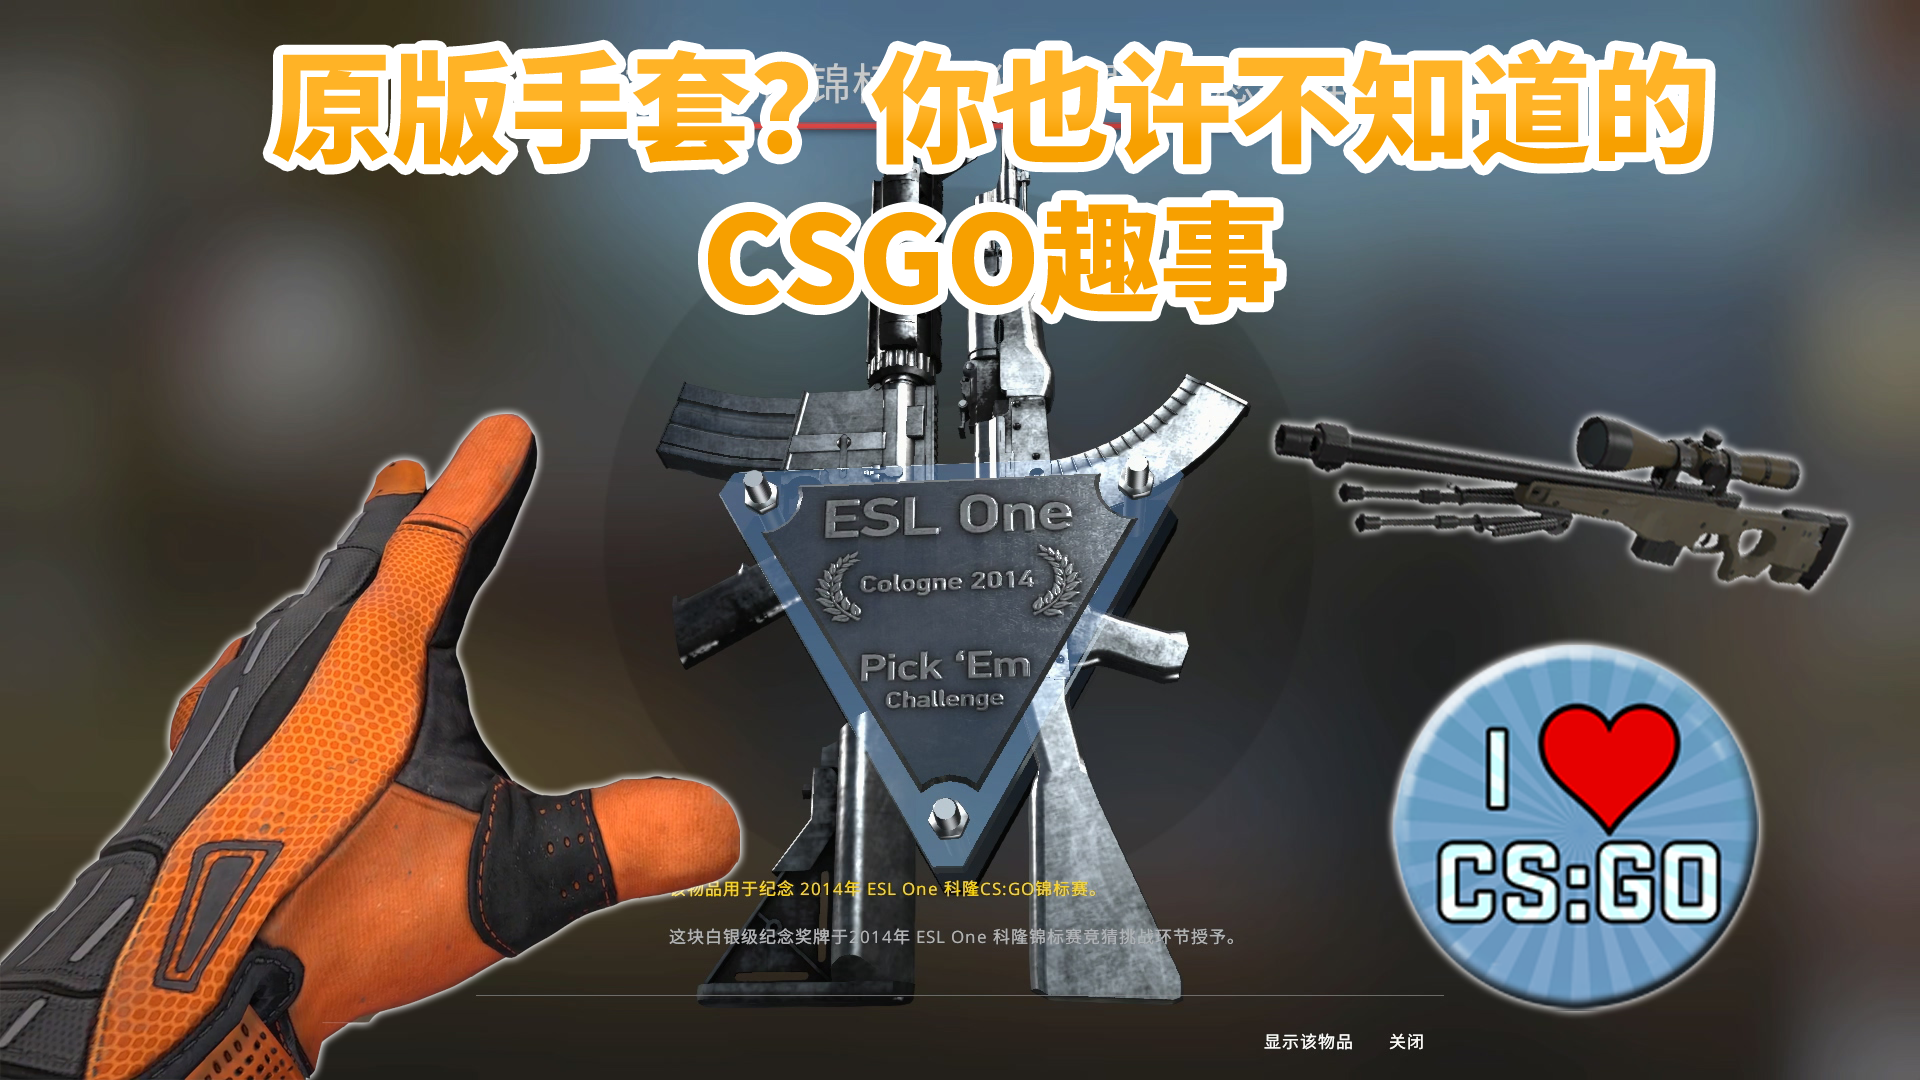 原版手套?你也许不知道的
CSGO趣事
锦
ESL One
Cologne 2014
Pick ‘Em
Challenge
I
CS:GO
该物品用于纪念 2014年 ESL One 科隆CS:GO锦标赛。
这块白银级纪念奖牌于2014年 ESL One 科隆锦标赛竞猜挑战环节授予。
显示该物品 关闭